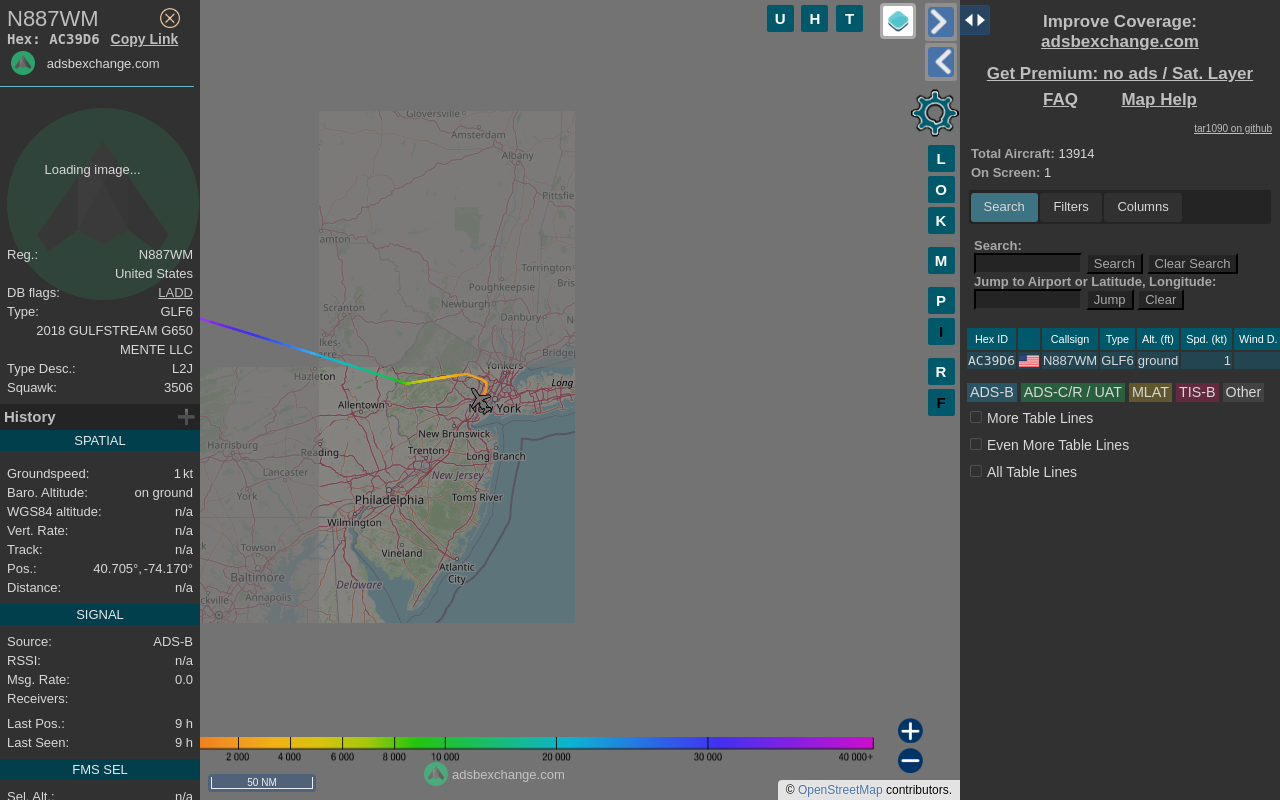 N887WM
Hex: AC39D6 Copy Link
adsbexchange.com
Loading image...
Reg.: N887WM
United States
DB flags: LADD
Type: GLF6
2018 GULFSTREAM G650
MENTE LLC
Type Desc.: L2J
Squawk: 3506
History
SPATIAL
Groundspeed: 1 kt
Baro. Altitude: on ground
WGS84 altitude: n/a
Vert. Rate: n/a
Track: n/a
Pos.: 40.705°, -74.170°
Distance: n/a
SIGNAL
Source: ADS-B
RSSI: n/a
Msg. Rate: 0.0
Receivers:
Last Pos.: 9 h
Last Seen: 9 h
FMS SEL
Sel. Alt.: n/a
U H T
L
O
K
M
P
I
R
F
Gloversville
Amsterdam
Albany
Pittsfie
amton
Torrington
Poughkeepsie
Scranton
Newburgh
Danbury
N
lkes-
rre
Bridgep
Hazleton
Yonkers
Long
Allentown
New York
New Brunswick
Harrisburg
Reading
Trenton
Long Branch
Lancaster
New Jersey
York
Philadelphia
Toms River
Wilmington
Towson
Vineland
Baltimore
Atlantic
City
Delaware
Annapolis
ckville
2 000 4 000 6 000 8 000 10 000 20 000 30 000 40 000+
50 NM
adsbexchange.com
© OpenStreetMap contributors.
Improve Coverage:
adsbexchange.com
Get Premium: no ads / Sat. Layer
FAQ Map Help
tar1090 on github
Total Aircraft: 13914
On Screen: 1
Search Filters Columns
Search:
Search Clear Search
Jump to Airport or Latitude, Longitude:
Jump Clear
Hex ID Callsign Type Alt. (ft) Spd. (kt) Wind D.
AC39D6 N887WM GLF6 ground 1
ADS-B ADS-C/R / UAT MLAT TIS-B Other
More Table Lines
Even More Table Lines
All Table Lines